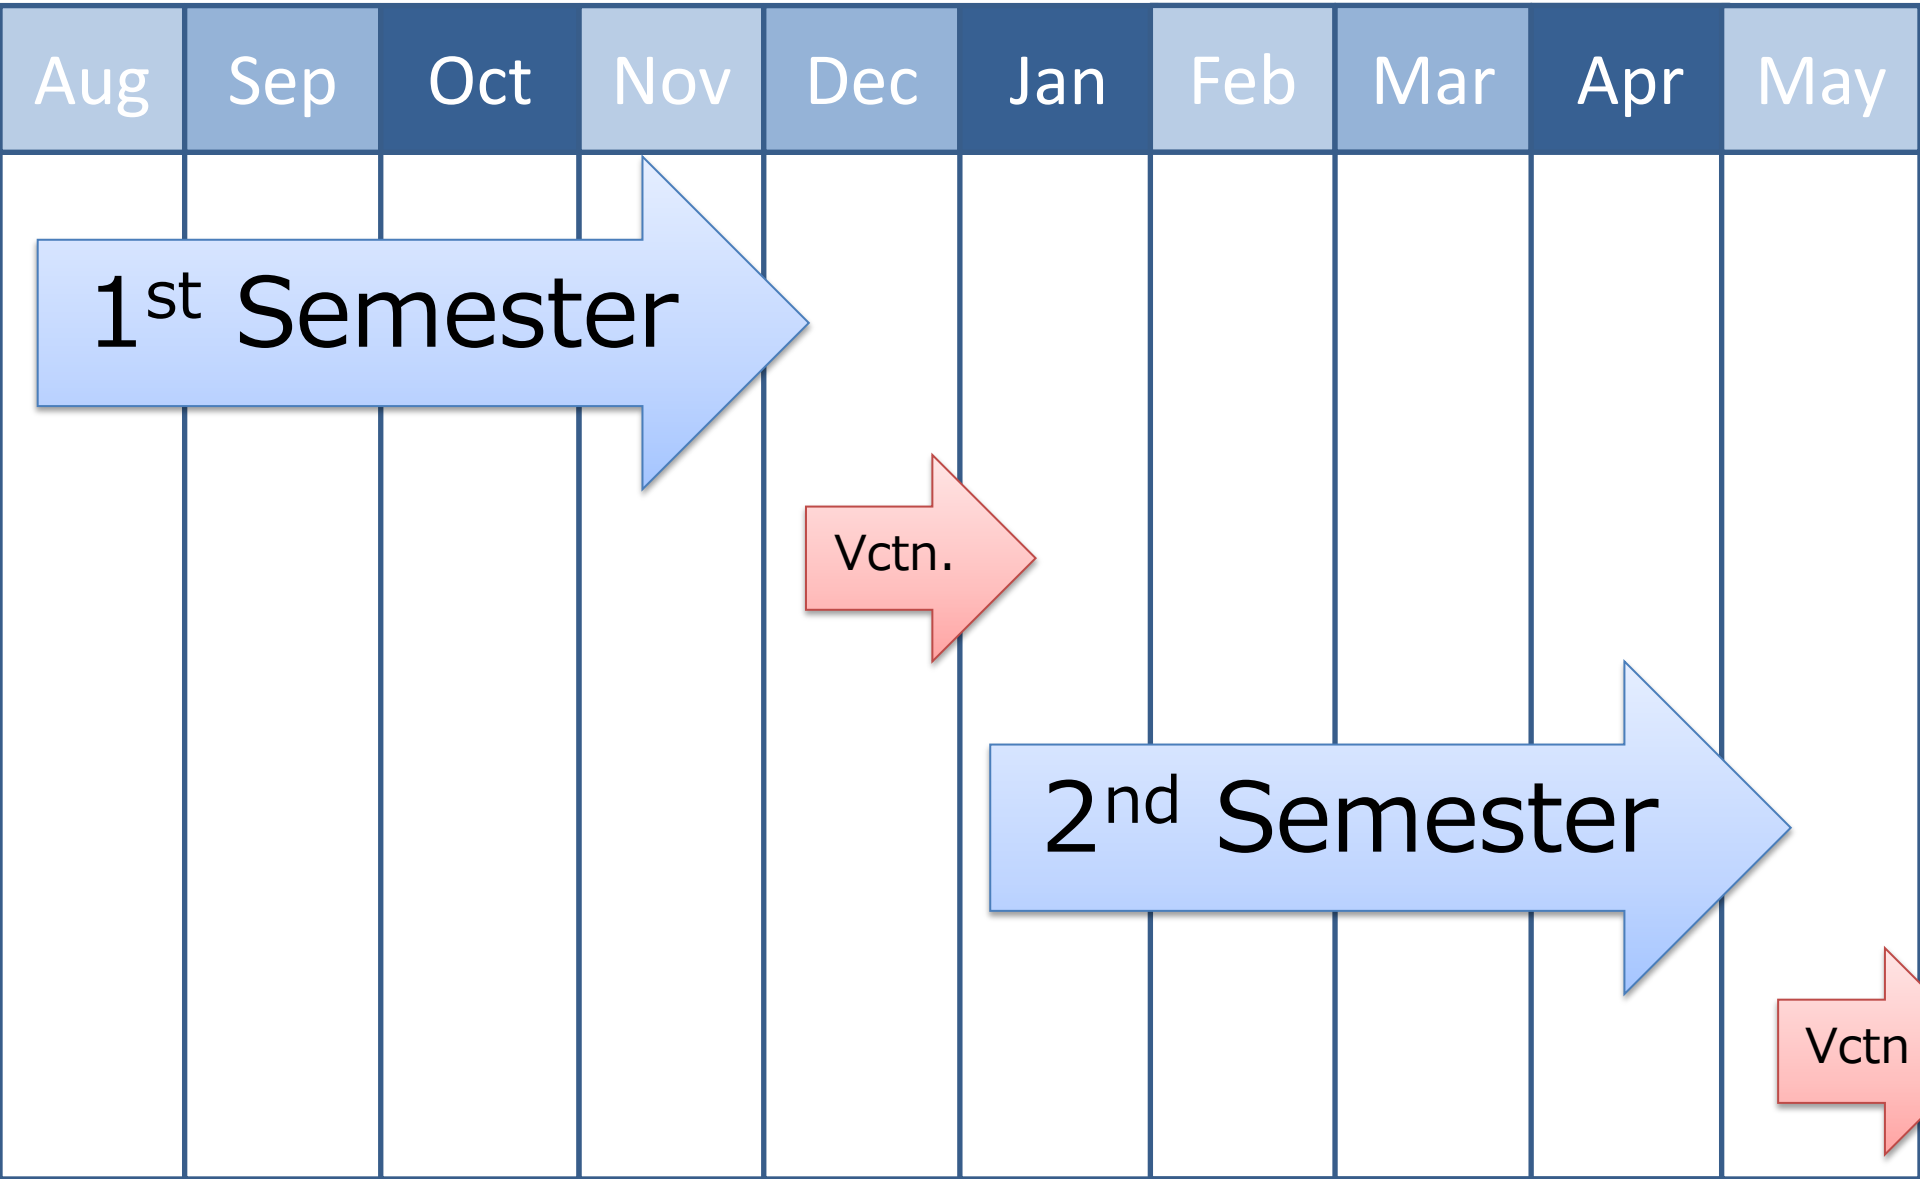 Aug Sep Oct Nov Dec Jan Feb Mar Apr May
1st Semester
Vctn.
2nd Semester
Vctn